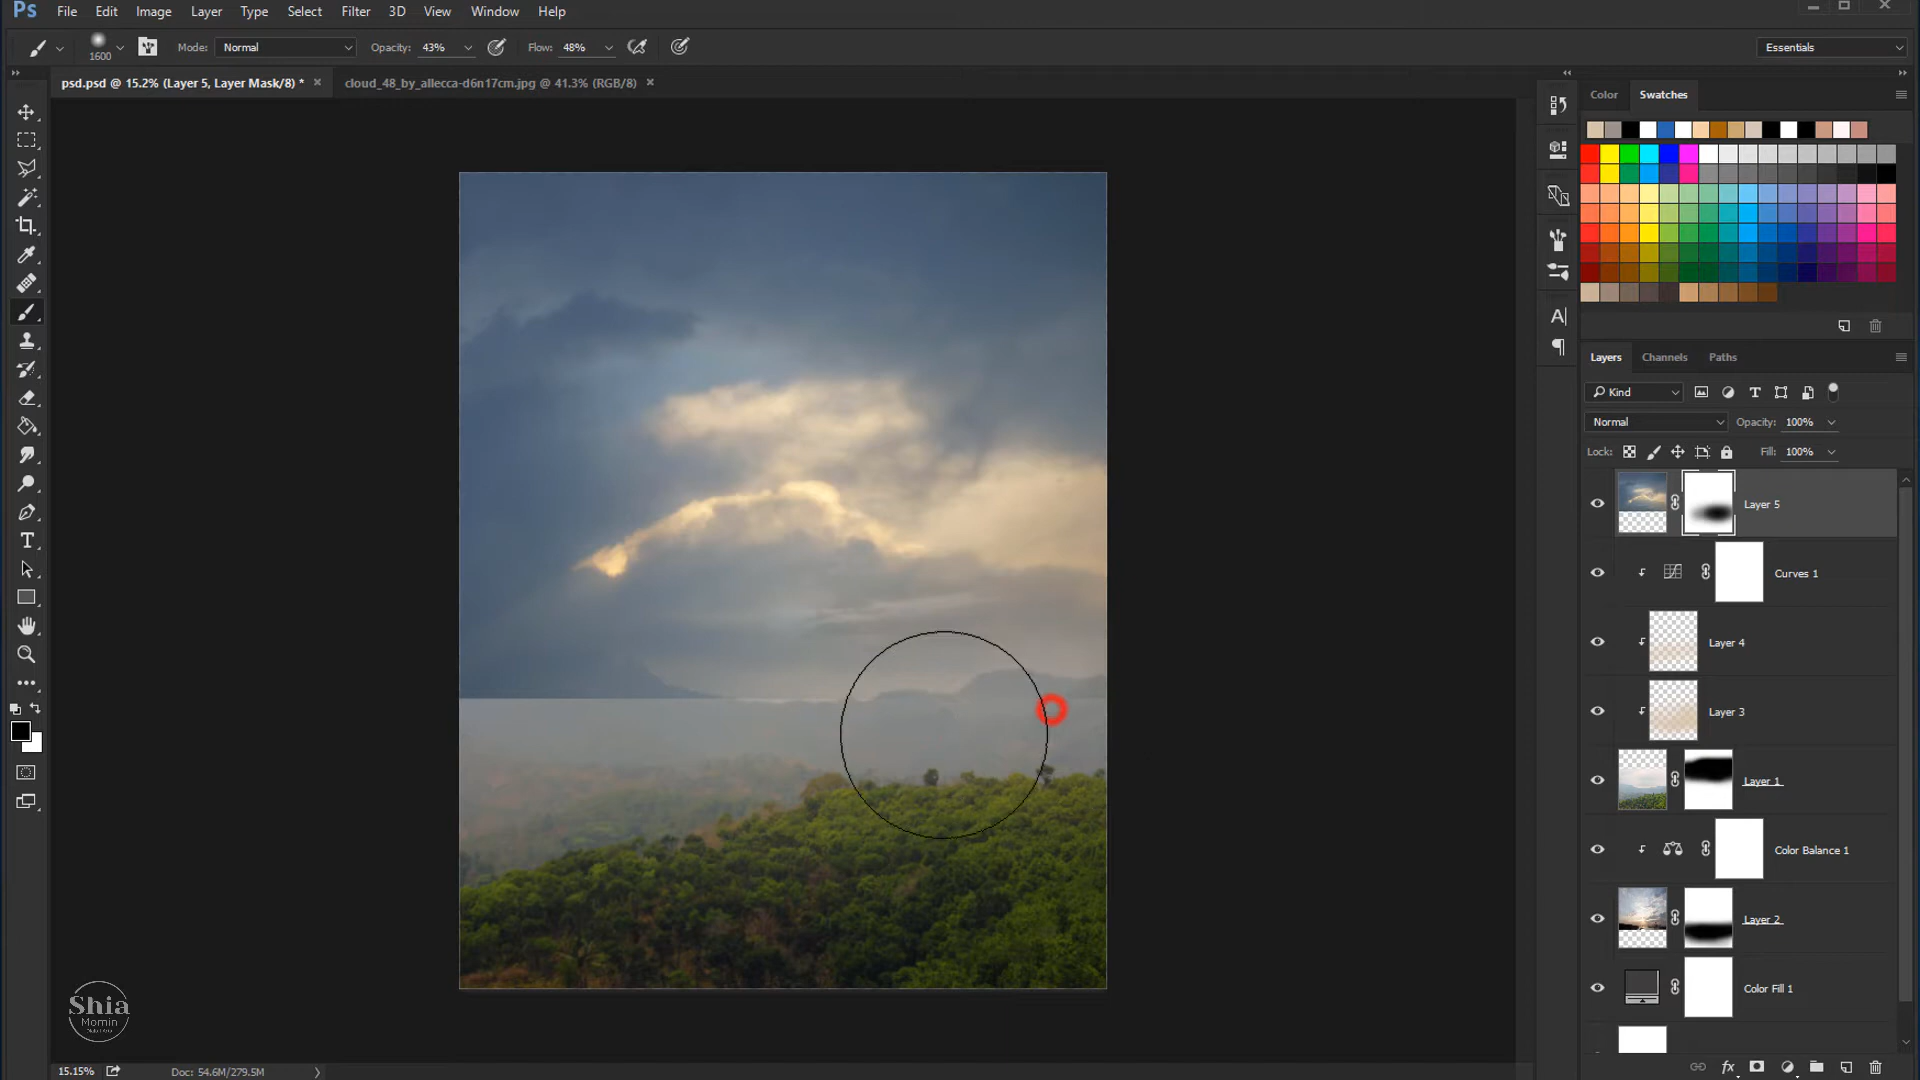 Ps File Edit Image Layer Type Select Filter 3D View Window Help
1600 Mode: Normal Opacity: 43% Flow: 48% Essentials
psd.psd @ 15.2% (Layer 5, Layer Mask/8) * × cloud_48_by_allecca-d6n17cm.jpg @ 41.3% (RGB/8) ×
Color Swatches
Layers Channels Paths
Kind
Normal Opacity: 100%
Lock: Fill: 100%
Layer 5
Curves 1
Layer 4
Layer 3
Layer 1
Color Balance 1
Layer 2
Color Fill 1
Shia
Momin
15.15% Doc: 54.6M/279.5M
fx